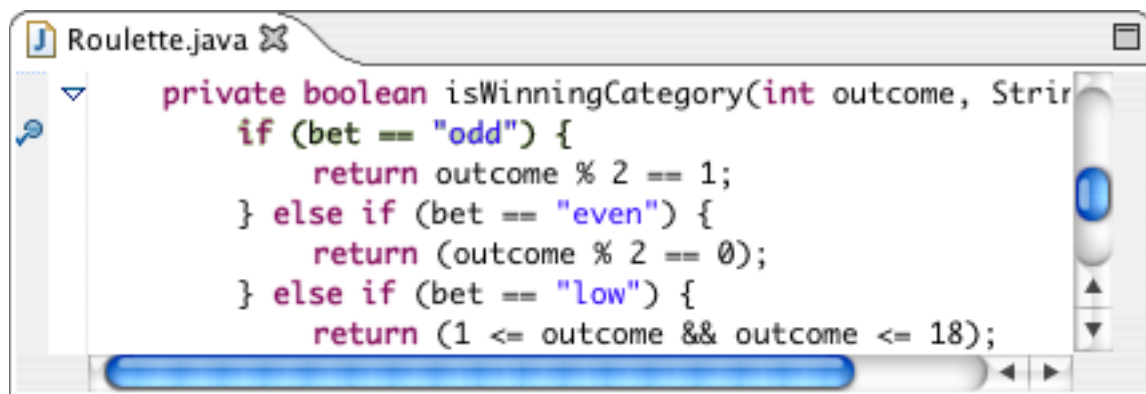 Roulette.java
private boolean isWinningCategory(int outcome, Strin
if (bet == "odd") {
return outcome % 2 == 1;
} else if (bet == "even") {
return (outcome % 2 == 0);
} else if (bet == "low") {
return (1 <= outcome && outcome <= 18);